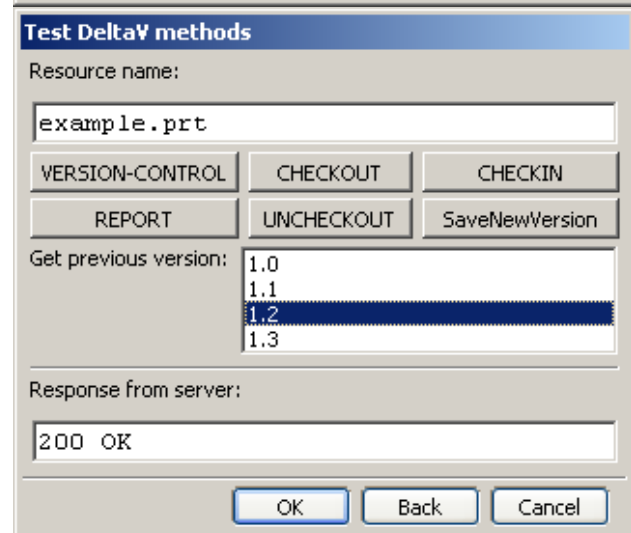 Test DeltaV methods
Resource name:
example.prt
VERSION-CONTROL CHECKOUT CHECKIN
REPORT UNCHECKOUT SaveNewVersion
Get previous version: 1.0
1.1
1.2
1.3
Response from server:
200 OK
OK Back Cancel